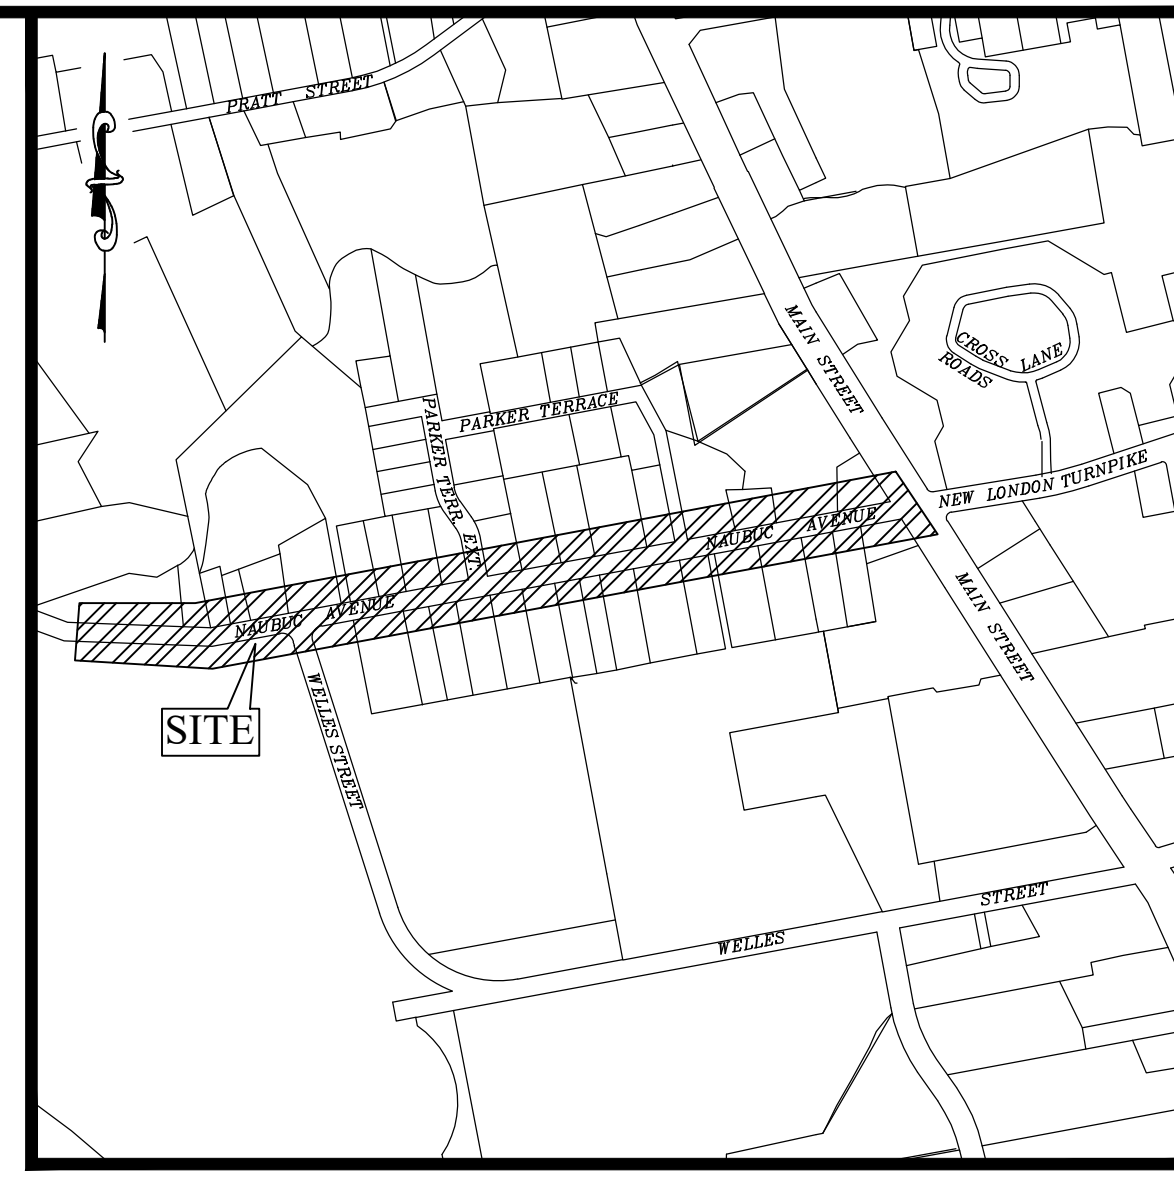 PRATT STREET
MAIN STREET
CROSS LANE
ROADS
PARKER TERRACE
PARKER TERR. EXT.
NEW LONDON TURNPIKE
NAUBUC AVENUE
NAUBUC AVENUE
MAIN STREET
SITE
WELLES STREET
WELLES STREET